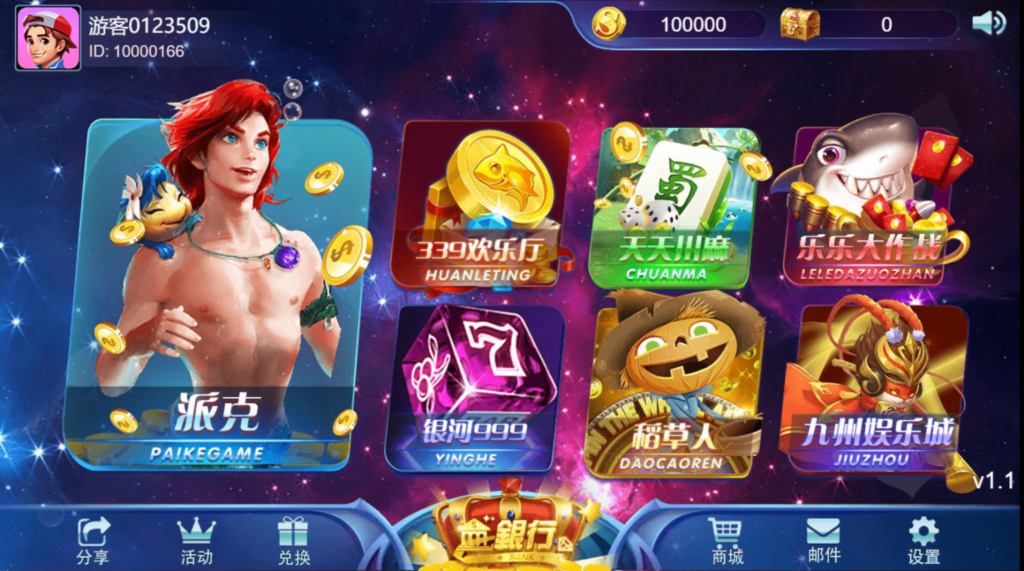 游客0123509
ID: 10000166
100000
0
派克
PAIKEGAME
339欢乐厅
HUANLETING
蜀
天天川麻
CHUANMA
乐乐大作战
LELEDAZUOZHAN
7
银河999
YINGHE
稻草人
DAOCAOREN
九州娱乐城
JIUZHOU
v1.1
分享
活动
兑换
銀行
BANK
商城
邮件
设置